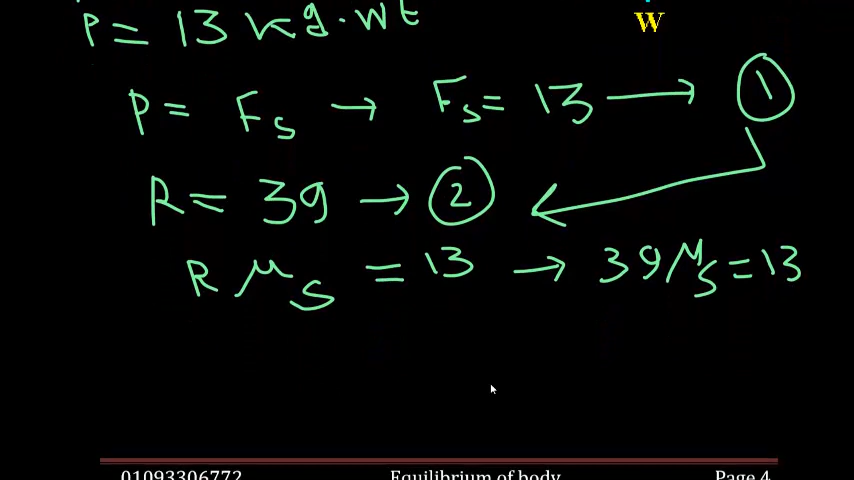 P = 13 kg.wt
W
P = Fs → Fs = 13 → 1
R = 39 → 2
R μs = 13 → 39 μs = 13
01093306772 Equilibrium of body Page 4